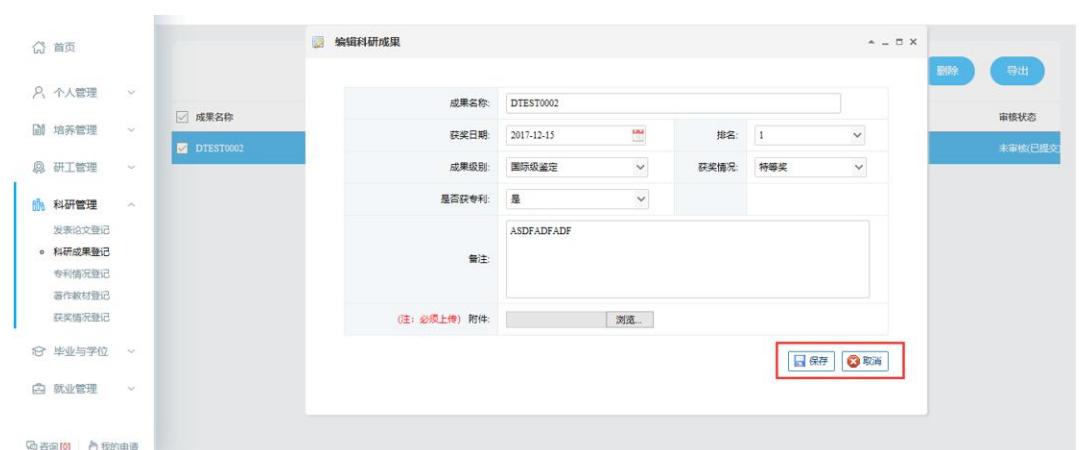 编辑科研成果
首页
删除 导出
个人管理
成果名称: DTEST0002
成果名称 审核状态
培养管理
获奖日期: 2017-12-15 排名: 1
DTEST0002 未审核(已提交
研工管理
成果级别: 国际级鉴定 获奖情况: 特等奖
科研管理
是否获专利: 是
发表论文登记
ASDFADFADF
科研成果登记
备注:
专利情况登记
著作教材登记
获奖情况登记
(注: 必须上传) 附件: 浏览...
毕业与学位
保存 取消
就业管理
咨询[0] 我的申请